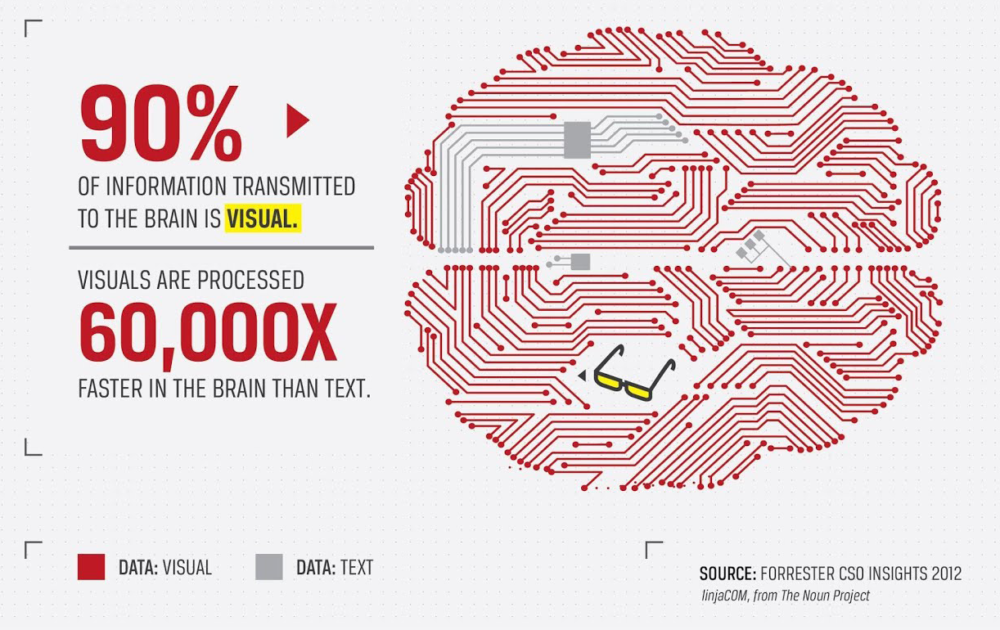 90%
OF INFORMATION TRANSMITTED
TO THE BRAIN IS VISUAL.
VISUALS ARE PROCESSED
60,000X
FASTER IN THE BRAIN THAN TEXT.
DATA: VISUAL
DATA: TEXT
SOURCE: FORRESTER CSO INSIGHTS 2012
IinjaCOM, from The Noun Project